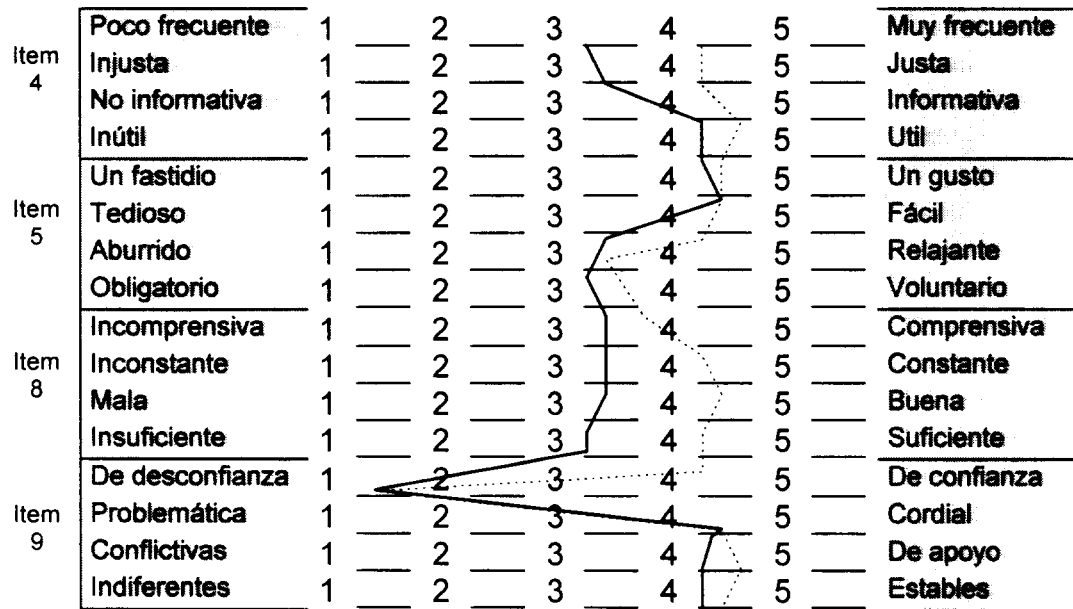 Poco frecuente 1 2 3 4 5 Muy frecuente
Item 4
Injusta 1 2 3 4 5 Justa
No informativa 1 2 3 4 5 Informativa
Inútil 1 2 3 4 5 Util
Un fastidio 1 2 3 4 5 Un gusto
Item 5
Tedioso 1 2 3 4 5 Fácil
Aburrido 1 2 3 4 5 Relajante
Obligatorio 1 2 3 4 5 Voluntario
Incomprensiva 1 2 3 4 5 Comprensiva
Item 8
Inconstante 1 2 3 4 5 Constante
Mala 1 2 3 4 5 Buena
Insuficiente 1 2 3 4 5 Suficiente
De desconfianza 1 2 3 4 5 De confianza
Item 9
Problemática 1 2 3 4 5 Cordial
Conflictivas 1 2 3 4 5 De apoyo
Indiferentes 1 2 3 4 5 Estables